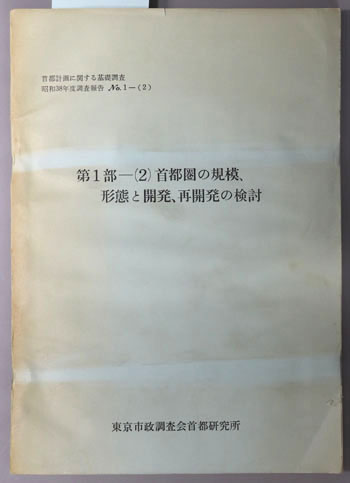 首都計画に関する基礎調査
昭和38年度調査報告 No.1－(2)
第1部－(2) 首都圏の規模、
形態と開発、再開発の検討
東京市政調査会首都研究所